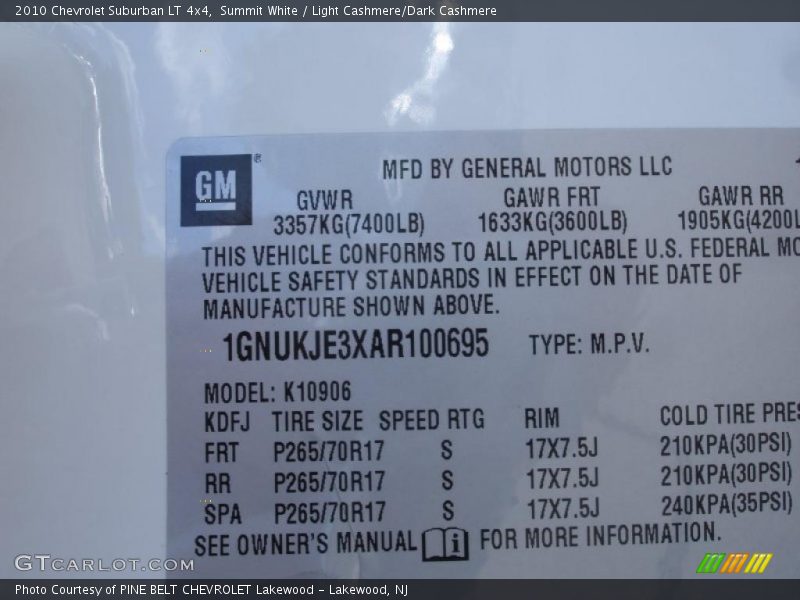 2010 Chevrolet Suburban LT 4x4, Summit White / Light Cashmere/Dark Cashmere
GM®
MFD BY GENERAL MOTORS LLC
GVWR GAWR FRT GAWR RR
3357KG(7400LB) 1633KG(3600LB) 1905KG(4200L
THIS VEHICLE CONFORMS TO ALL APPLICABLE U.S. FEDERAL MO
VEHICLE SAFETY STANDARDS IN EFFECT ON THE DATE OF
MANUFACTURE SHOWN ABOVE.
1GNUKJE3XAR100695 TYPE: M.P.V.
MODEL: K10906
KDFJ TIRE SIZE SPEED RTG RIM COLD TIRE PRES
FRT P265/70R17 S 17X7.5J 210KPA(30PSI)
RR P265/70R17 S 17X7.5J 210KPA(30PSI)
SPA P265/70R17 S 17X7.5J 240KPA(35PSI)
SEE OWNER'S MANUAL i FOR MORE INFORMATION.
GTCARLOT.COM
Photo Courtesy of PINE BELT CHEVROLET Lakewood - Lakewood, NJ